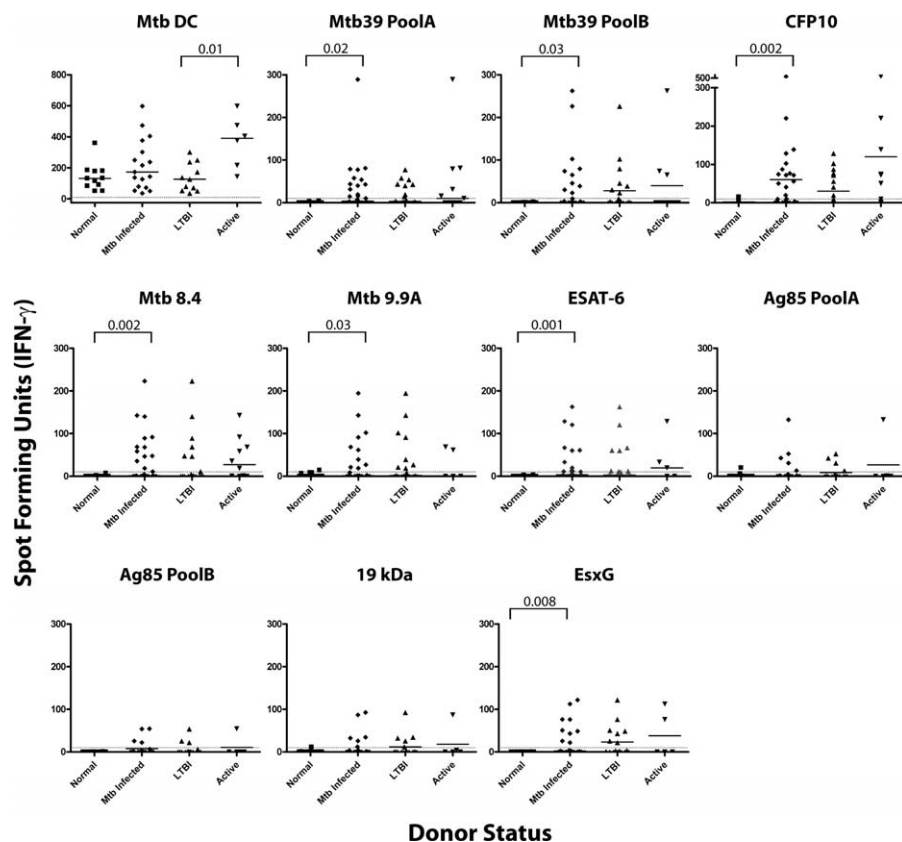 Mtb DC
Mtb39 PoolA
Mtb39 PoolB
CFP10
0.01
0.02
0.03
0.002
800
600
400
200
0
300
200
100
0
300
200
100
0
500
300
200
100
0
Normal
Mtb Infected
LTBI
Active
Normal
Mtb Infected
LTBI
Active
Normal
Mtb Infected
LTBI
Active
Normal
Mtb Infected
LTBI
Active
Spot Forming Units (IFN-γ)
Mtb 8.4
Mtb 9.9A
ESAT-6
Ag85 PoolA
0.002
0.03
0.001
300
200
100
0
300
200
100
0
300
200
100
0
300
200
100
0
Normal
Mtb Infected
LTBI
Active
Normal
Mtb Infected
LTBI
Active
Normal
Mtb Infected
LTBI
Active
Normal
Mtb Infected
LTBI
Active
Ag85 PoolB
19 kDa
EsxG
0.008
300
200
100
0
300
200
100
0
300
200
100
0
Normal
Mtb Infected
LTBI
Active
Normal
Mtb Infected
LTBI
Active
Normal
Mtb Infected
LTBI
Active
Donor Status